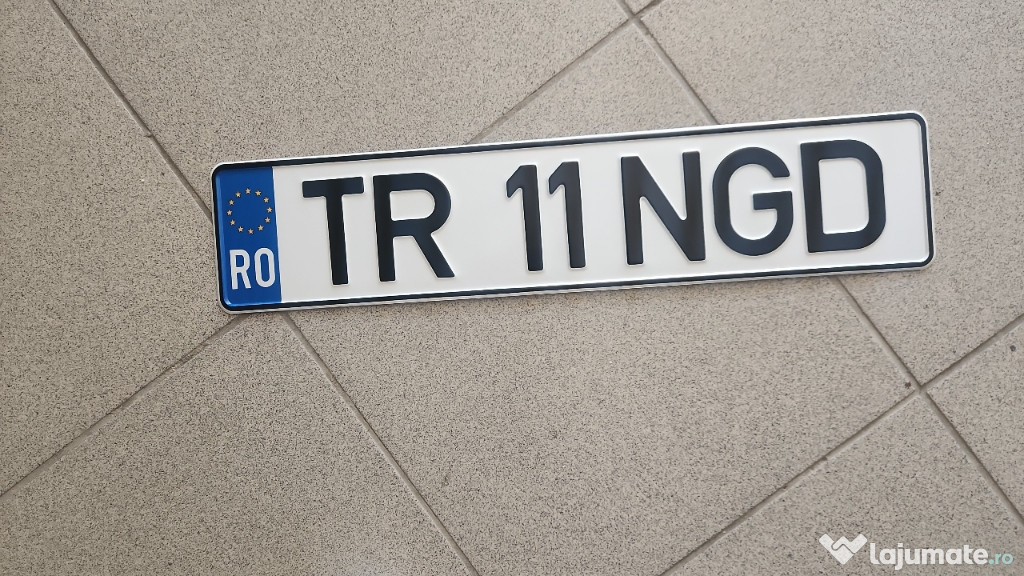 RO TR 11 NGD
lajumate.ro